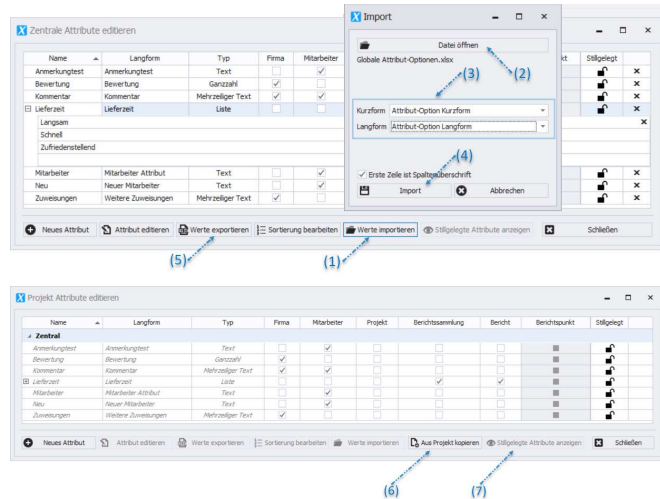 Zentrale Attribute editieren
Name Langform Typ Firma Mitarbeiter kt Stillgelegt
Anmerkungtest Anmerkungtest Text
Bewertung Bewertung Ganzzahl
Kommentar Kommentar Mehrzeiliger Text
Lieferzeit Lieferzeit Liste
Langsam
Schnell
Zufriedenstellend
Mitarbeiter Mitarbeiter Attribut Text
Neu Neuer Mitarbeiter Text
Zuweisungen Weitere Zuweisungen Mehrzeiliger Text
Neues Attribut Attribut editieren Werte exportieren Sortierung bearbeiten Werte importieren Stillgelegte Attribute anzeigen Schließen
(5) (1)
Import
Datei öffnen
Globale Attribut-Optionen.xlsx
(2)
(3)
Kurzform Attribut-Option Kurzform
Langform Attribut-Option Langform
(4)
Erste Zeile ist Spaltenüberschrift
Import Abbrechen
Projekt Attribute editieren
Name Langform Typ Firma Mitarbeiter Projekt Berichtssammlung Bericht Berichtspunkt Stillgelegt
Zentral
Anmerkungtest Anmerkungtest Text
Bewertung Bewertung Ganzzahl
Kommentar Kommentar Mehrzeiliger Text
Lieferzeit Lieferzeit Liste
Mitarbeiter Mitarbeiter Attribut Text
Neu Neuer Mitarbeiter Text
Zuweisungen Weitere Zuweisungen Mehrzeiliger Text
Neues Attribut Attribut editieren Werte exportieren Sortierung bearbeiten Werte importieren Aus Projekt kopieren Stillgelegte Attribute anzeigen Schließen
(6) (7)